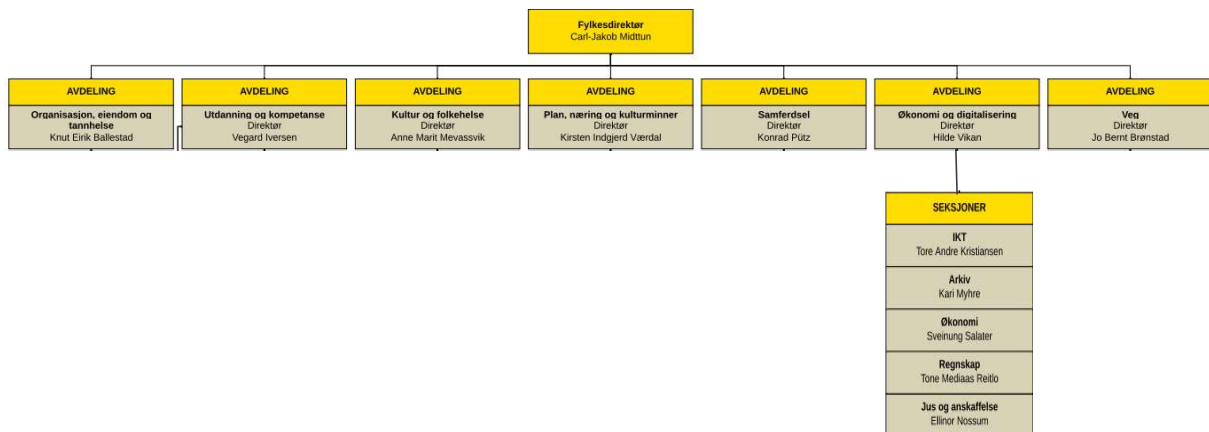 Fylkesdirektør
Carl-Jakob Midttun
AVDELING
Organisasjon, eiendom og
tannhelse
Knut Eirik Ballestad
AVDELING
Utdanning og kompetanse
Direktør
Vegard Iversen
AVDELING
Kultur og folkehelse
Direktør
Anne Marit Mevassvik
AVDELING
Plan, næring og kulturminner
Direktør
Kirsten Indgjerd Værdal
AVDELING
Samferdsel
Direktør
Konrad Pütz
AVDELING
Økonomi og digitalisering
Direktør
Hilde Vikan
AVDELING
Veg
Direktør
Jo Bernt Brønstad
SEKSJONER
IKT
Tore Andre Kristiansen
Arkiv
Kari Myhre
Økonomi
Sveinung Salater
Regnskap
Tone Mediaas Reitlo
Jus og anskaffelse
Ellinor Nossum